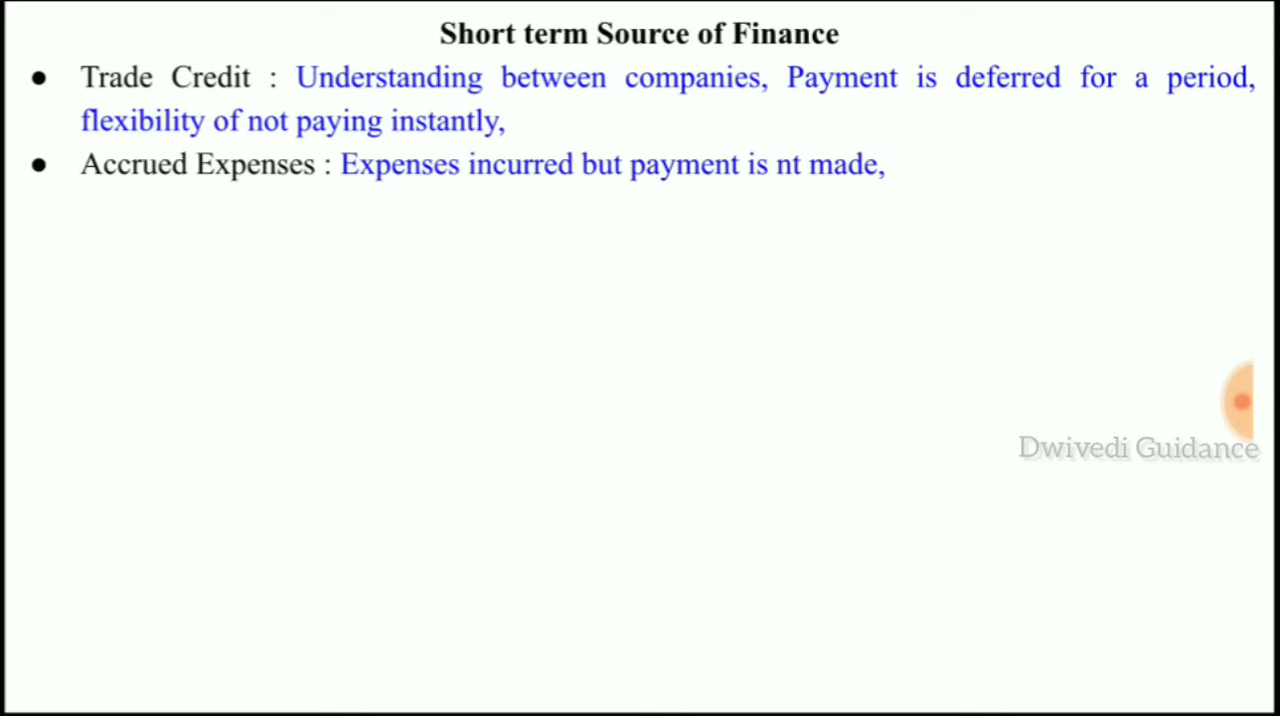 Short term Source of Finance
● Trade Credit : Understanding between companies, Payment is deferred for a period,
flexibility of not paying instantly,
● Accrued Expenses : Expenses incurred but payment is nt made,
Dwivedi Guidance